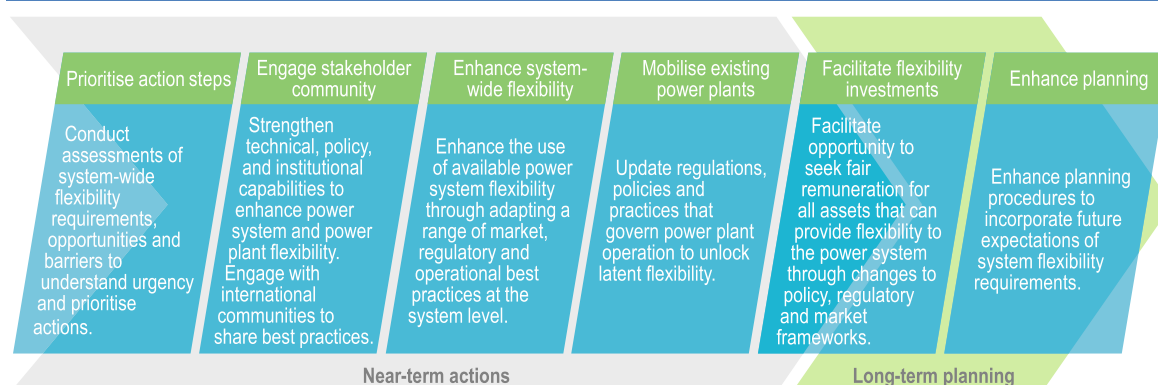 Prioritise action steps
Conduct
assessments of
system-wide
flexibility
requirements,
opportunities and
barriers to
understand urgency
and prioritise
actions.
Engage stakeholder
community
Strengthen
technical, policy,
and institutional
capabilities to
enhance power
system and power
plant flexibility.
Engage with
international
communities to
share best practices.
Enhance system-
wide flexibility
Enhance the use
of available power
system flexibility
through adapting a
range of market,
regulatory and
operational best
practices at the
system level.
Mobilise existing
power plants
Update regulations,
policies and
practices that
govern power plant
operation to unlock
latent flexibility.
Facilitate flexibility
investments
Facilitate
opportunity to
seek fair
remuneration for
all assets that can
provide flexibility to
the power system
through changes to
policy, regulatory
and market
frameworks.
Enhance planning
Enhance planning
procedures to
incorporate future
expectations of
system flexibility
requirements.
Near-term actions
Long-term planning